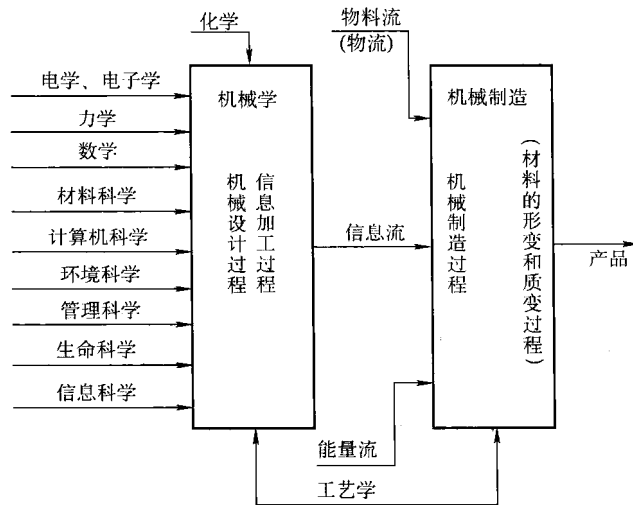 化学
物料流
(物流)
电学、电子学
力学
数学
材料科学
计算机科学
环境科学
管理科学
生命科学
信息科学
机械学
信息加工过程
机械设计过程
信息流
机械制造
(材料的形变和质变过程)
机械制造过程
产品
能量流
工艺学